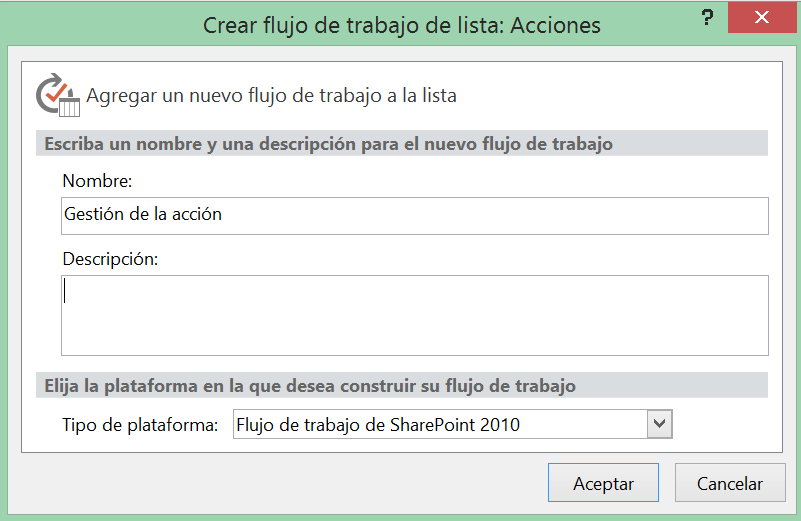 Crear flujo de trabajo de lista: Acciones
?
Agregar un nuevo flujo de trabajo a la lista
Escriba un nombre y una descripción para el nuevo flujo de trabajo
Nombre:
Gestión de la acción
Descripción:
Elija la plataforma en la que desea construir su flujo de trabajo
Tipo de plataforma: Flujo de trabajo de SharePoint 2010
Aceptar Cancelar